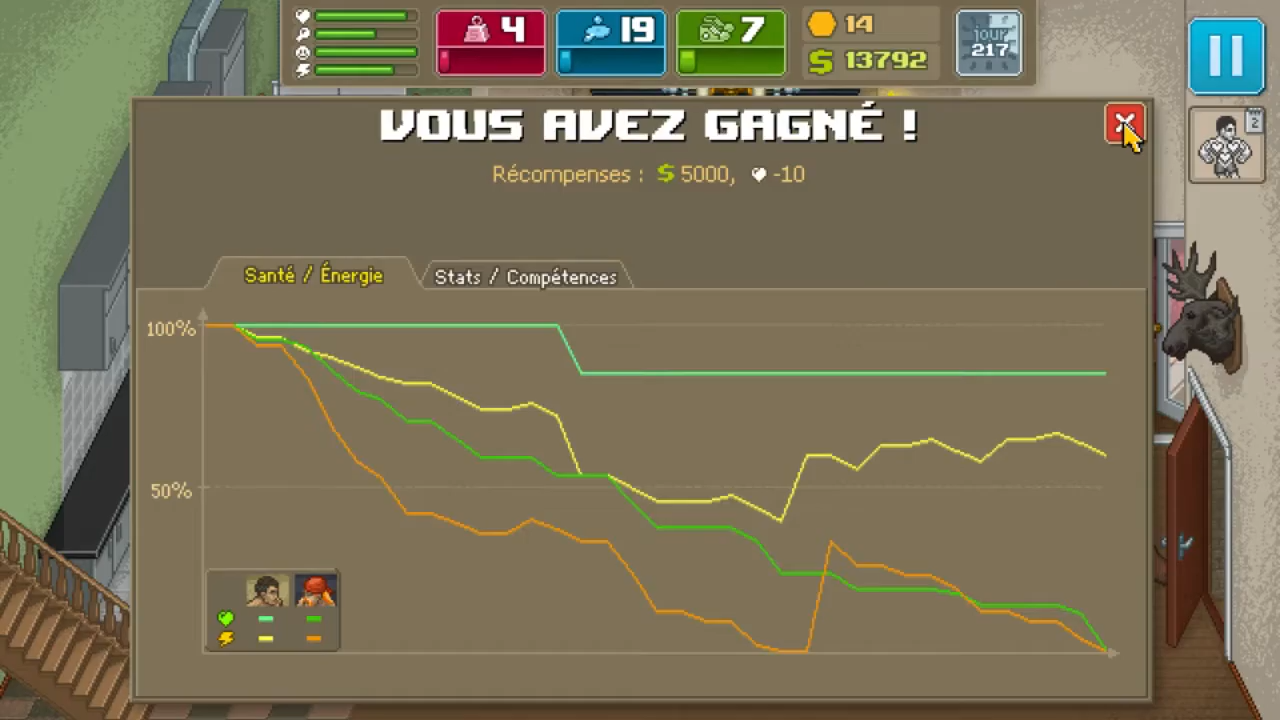 4
19
7
14
13792
jour
217
2
VOUS AVEZ GAGNÉ !
Récompenses : $ 5000, -10
Santé / Énergie
Stats / Compétences
100%
50%